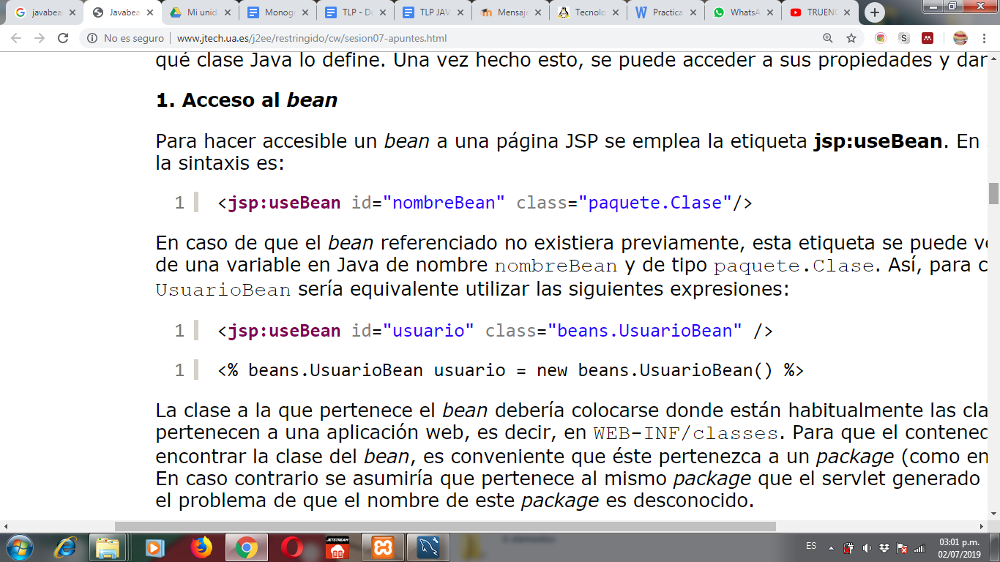 javabea
Javabea
Mi unid
Monogr
TLP - Do
TLP JAV
Mensaje
Tecnolo
Practica
WhatsA
TRUENO
No es seguro | www.jtech.ua.es/j2ee/restringido/cw/sesion07-apuntes.html
qué clase Java lo define. Una vez hecho esto, se puede acceder a sus propiedades y dar
1. Acceso al bean
Para hacer accesible un bean a una página JSP se emplea la etiqueta jsp:useBean. En
la sintaxis es:
1 <jsp:useBean id="nombreBean" class="paquete.Clase"/>
En caso de que el bean referenciado no existiera previamente, esta etiqueta se puede ve
de una variable en Java de nombre nombreBean y de tipo paquete.Clase. Así, para c
UsuarioBean sería equivalente utilizar las siguientes expresiones:
1 <jsp:useBean id="usuario" class="beans.UsuarioBean" />
1 <% beans.UsuarioBean usuario = new beans.UsuarioBean() %>
La clase a la que pertenece el bean debería colocarse donde están habitualmente las cla
pertenecen a una aplicación web, es decir, en WEB-INF/classes. Para que el contened
encontrar la clase del bean, es conveniente que éste pertenezca a un package (como en
En caso contrario se asumiría que pertenece al mismo package que el servlet generado
el problema de que el nombre de este package es desconocido.
JETSTREAM
ES
03:01 p.m.
02/07/2019